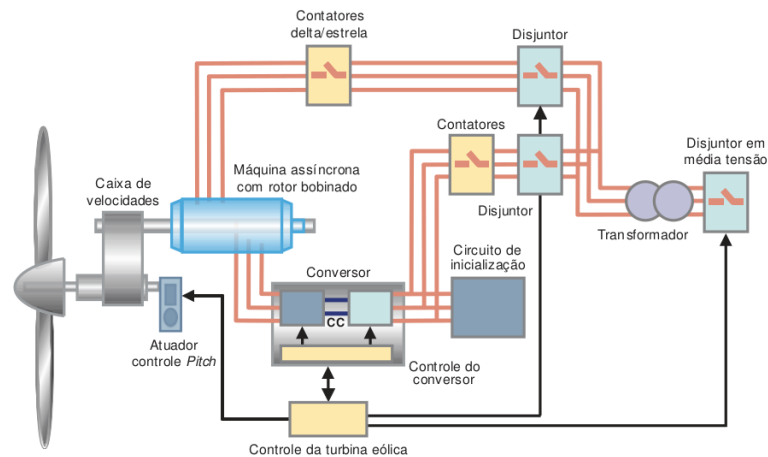 Contatores
delta/estrela
Disjuntor
Contatores
Disjuntor em
média tensão
Máquina assíncrona
com rotor bobinado
Caixa de
velocidades
Disjuntor
Transformador
Circuito de
inicialização
Conversor
CC
Atuador
controle Pitch
Controle do
conversor
Controle da turbina eólica